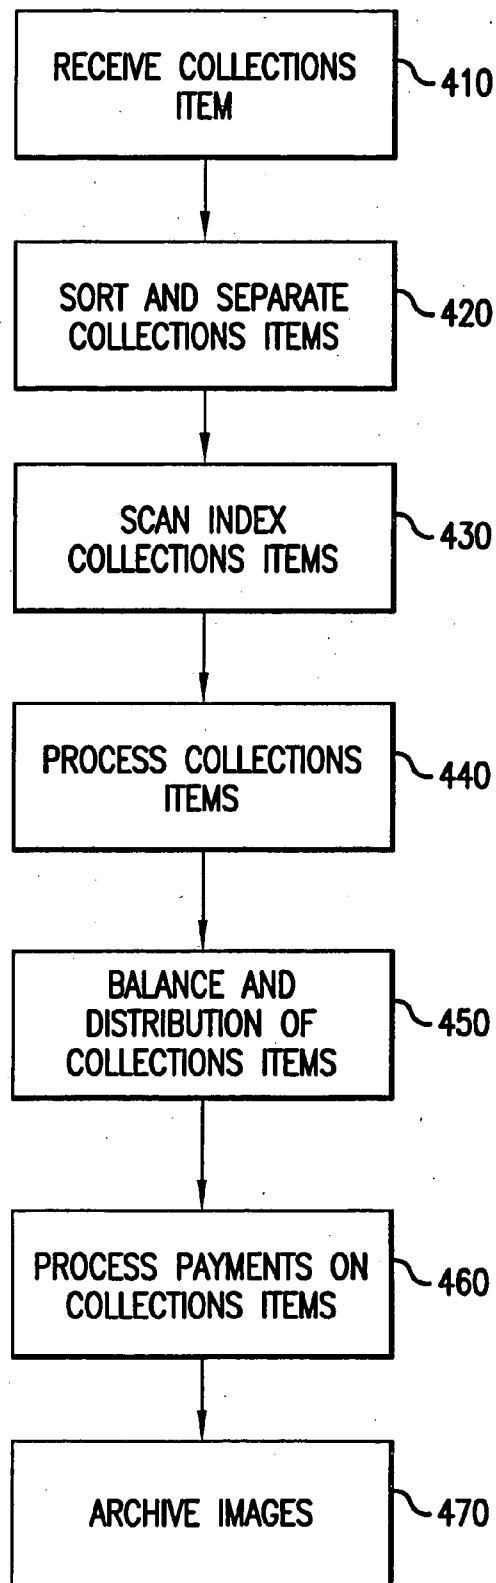 RECEIVE COLLECTIONS
ITEM
410
SORT AND SEPARATE
COLLECTIONS ITEMS
420
SCAN INDEX
COLLECTIONS ITEMS
430
PROCESS COLLECTIONS
ITEMS
440
BALANCE AND
DISTRIBUTION OF
COLLECTIONS ITEMS
450
PROCESS PAYMENTS ON
COLLECTIONS ITEMS
460
ARCHIVE IMAGES
470